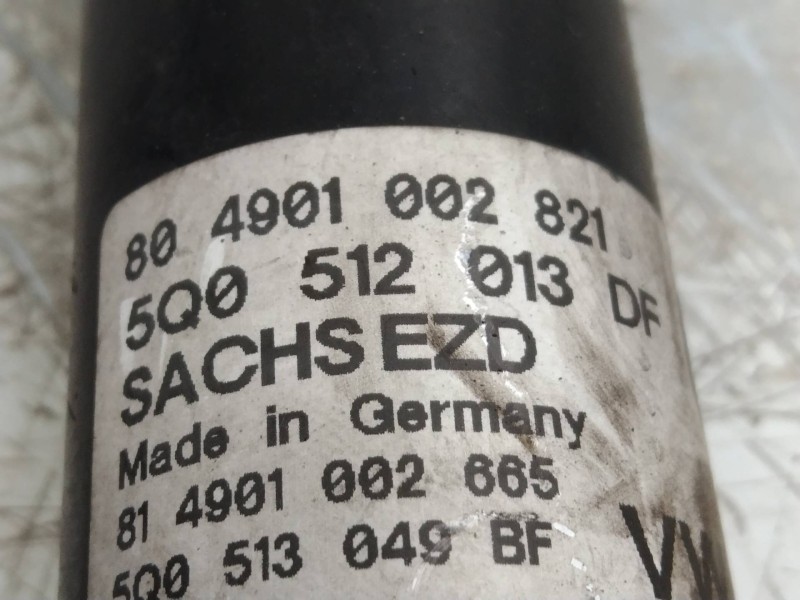 80 4901 002 821
5Q0 512 013 DF
SACHS EZD
Made in Germany
81 4901 002 665
5Q0 513 049 BF
VW